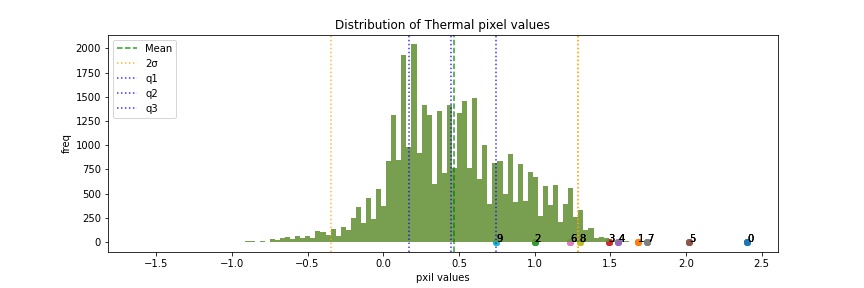 Distribution of Thermal pixel values
freq
2000
1750
1500
1250
1000
750
500
250
0
Mean
2σ
q1
q2
q3
9 2 6 8 3 4 1 7 5 0
−1.5 −1.0 −0.5 0.0 0.5 1.0 1.5 2.0 2.5
pxil values